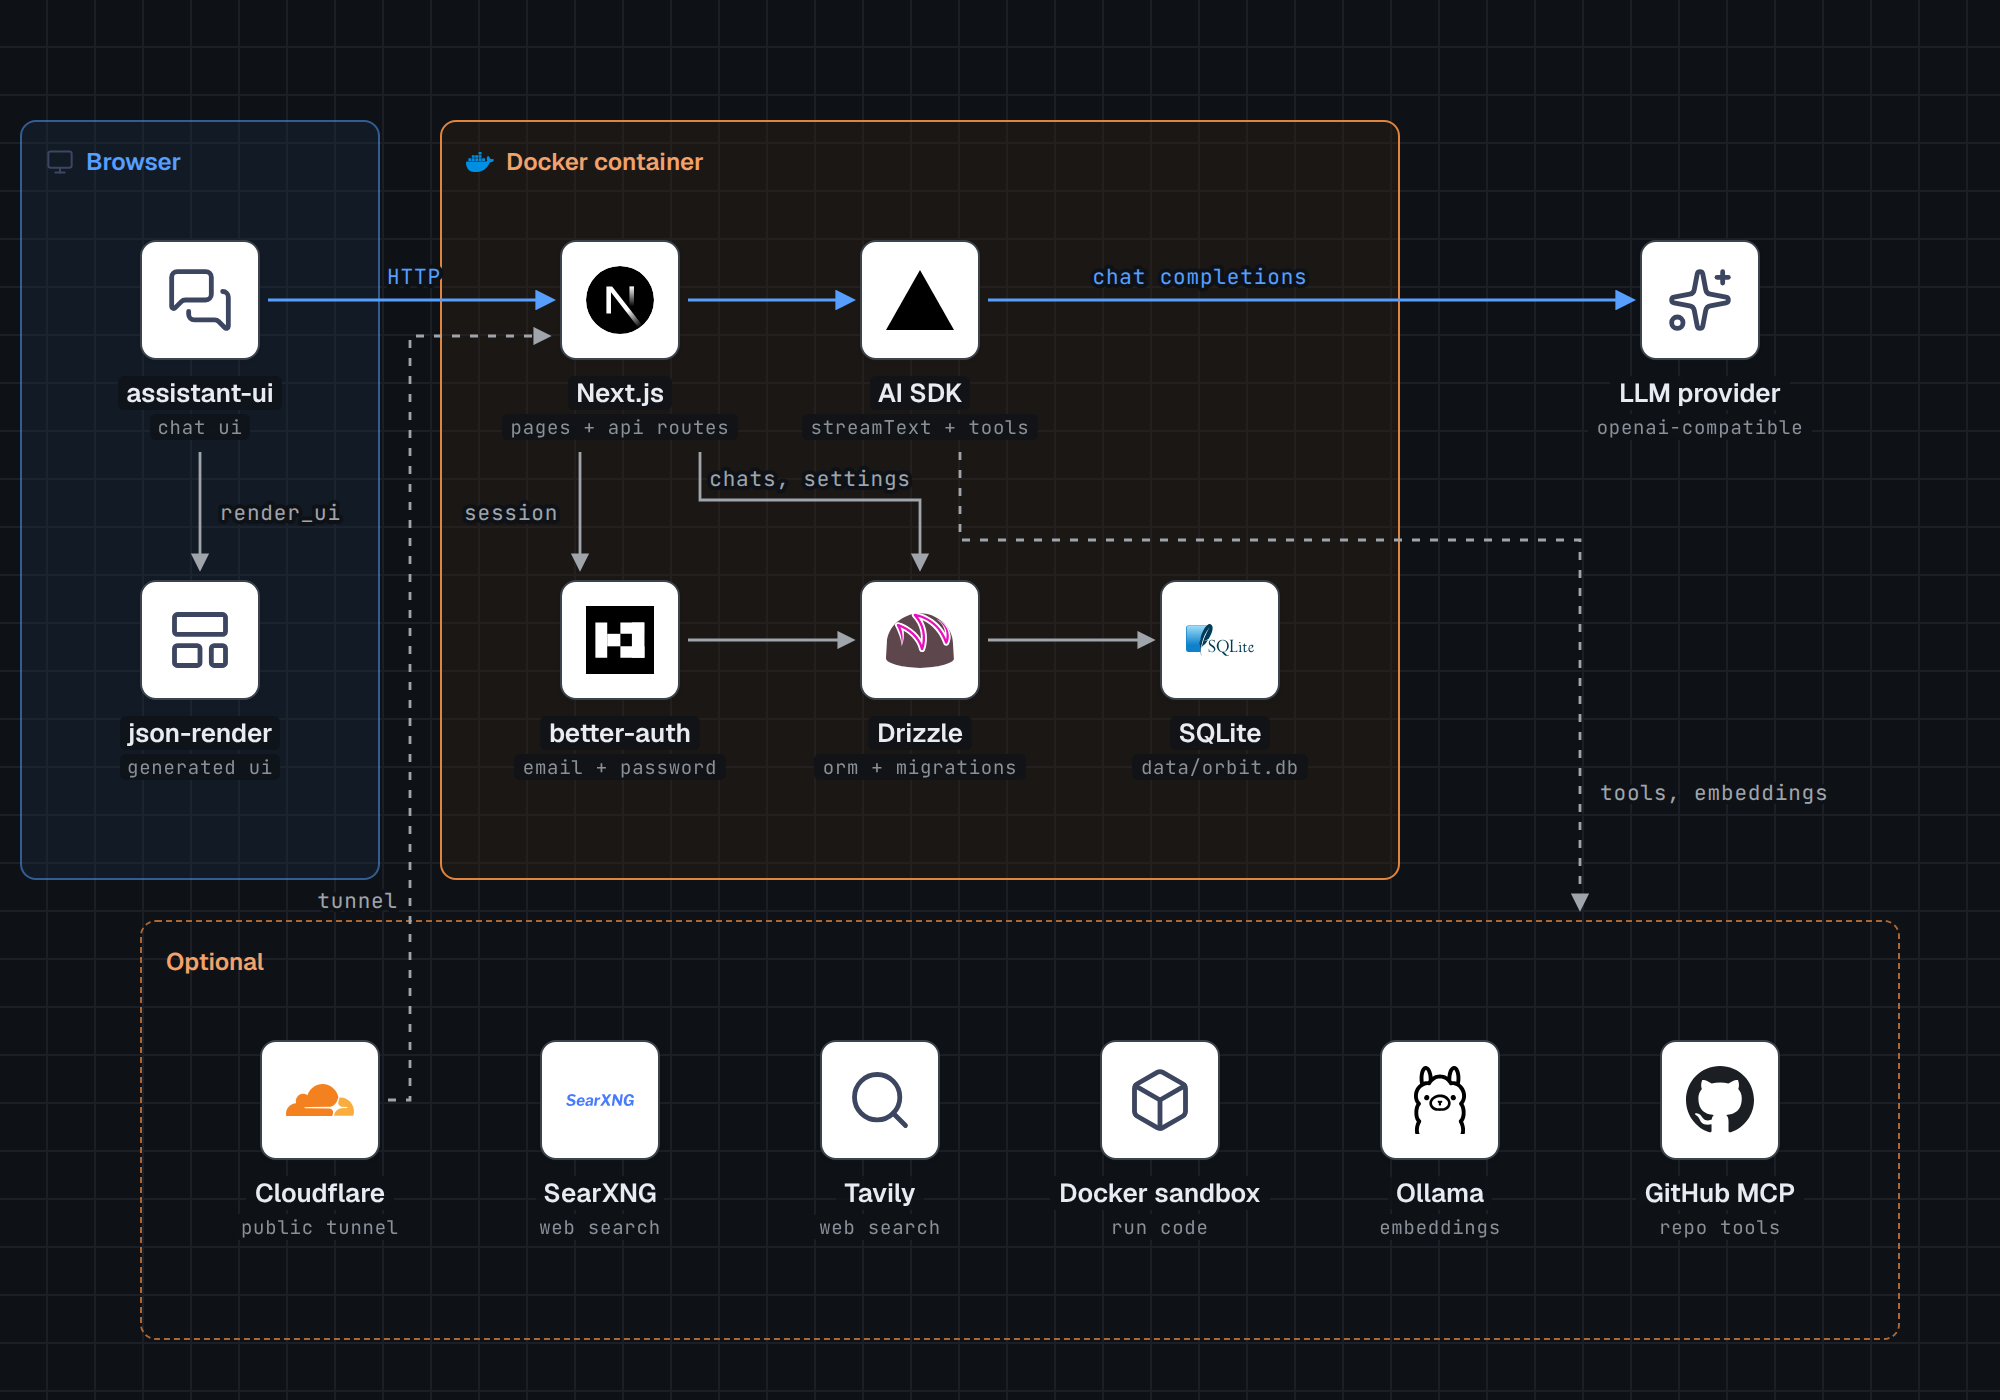 Browser
Docker container
HTTP
chat completions
N
assistant-ui
chat ui
Next.js
pages + api routes
AI SDK
streamText + tools
LLM provider
openai-compatible
render_ui
session
chats, settings
SQLite
json-render
generated ui
better-auth
email + password
Drizzle
orm + migrations
SQLite
data/orbit.db
tools, embeddings
tunnel
Optional
SearXNG
Cloudflare
public tunnel
SearXNG
web search
Tavily
web search
Docker sandbox
run code
Ollama
embeddings
GitHub MCP
repo tools